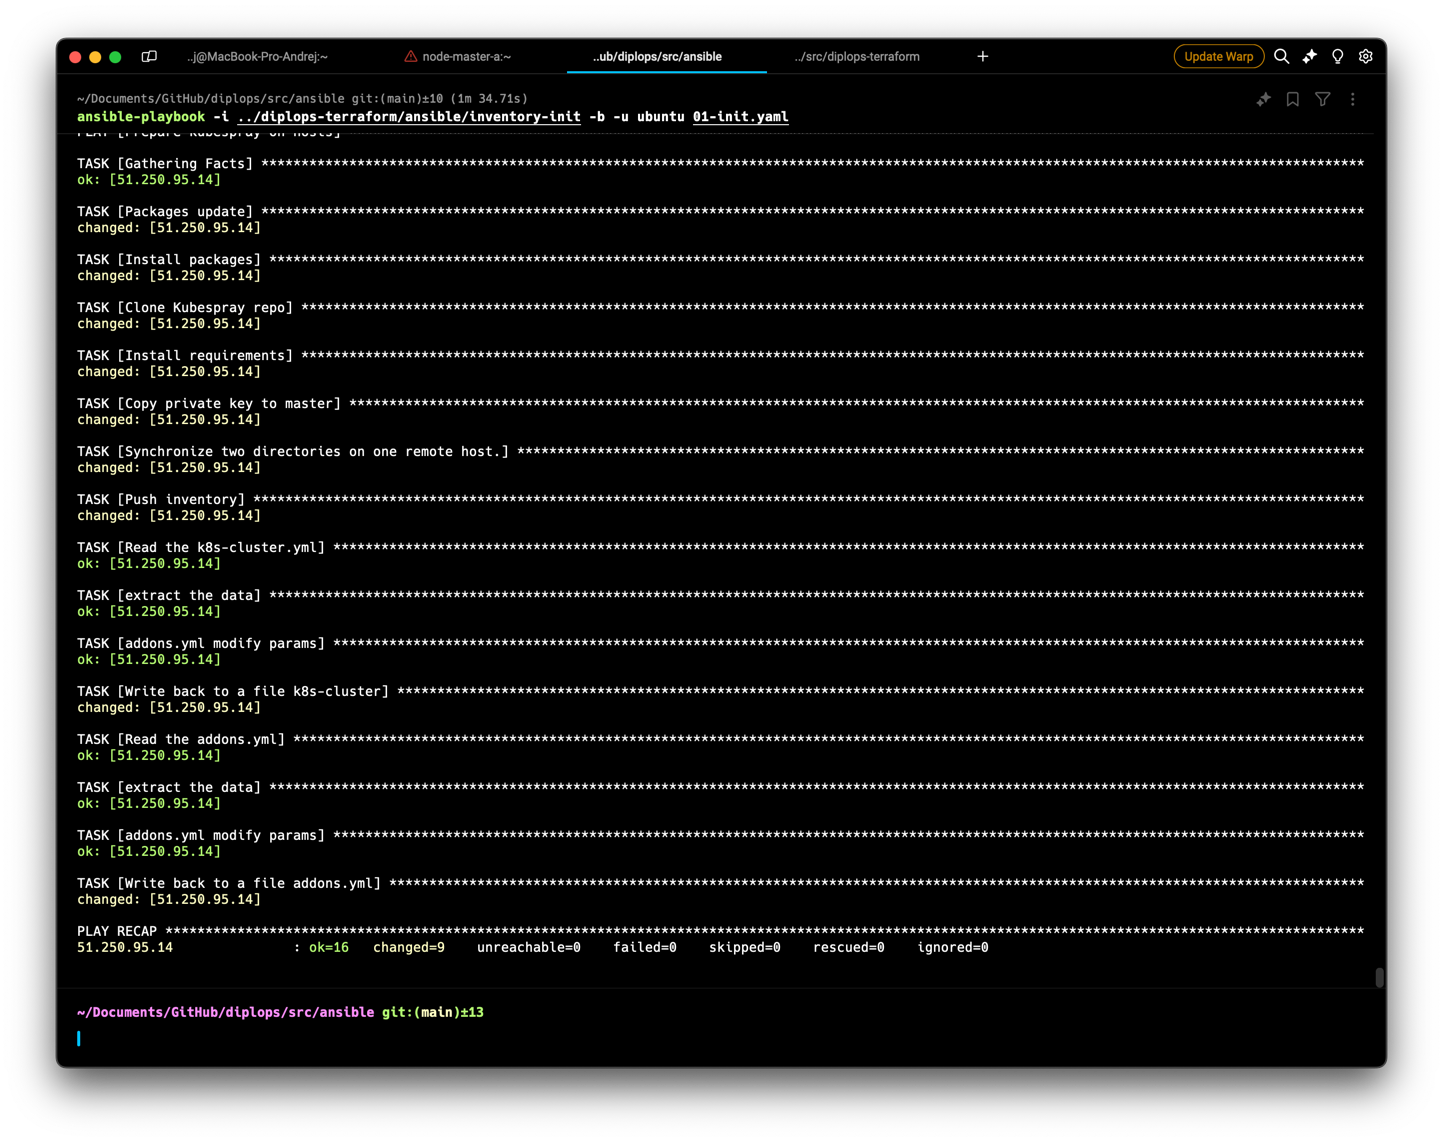 ..j@MacBook-Pro-Andrej:~
node-master-a:~
..ub/diplops/src/ansible
../src/diplops-terraform
+
Update Warp
~/Documents/GitHub/diplops/src/ansible git:(main)±10 (1m 34.71s)
ansible-playbook -i ../diplops-terraform/ansible/inventory-init -b -u ubuntu 01-init.yaml
PLAY [Prepare Kubespray on hosts]
TASK [Gathering Facts] ******************************************************************************************************************************************
ok: [51.250.95.14]
TASK [Packages update] ******************************************************************************************************************************************
changed: [51.250.95.14]
TASK [Install packages] *****************************************************************************************************************************************
changed: [51.250.95.14]
TASK [Clone Kubespray repo] *************************************************************************************************************************************
changed: [51.250.95.14]
TASK [Install requirements] *************************************************************************************************************************************
changed: [51.250.95.14]
TASK [Copy private key to master] *******************************************************************************************************************************
changed: [51.250.95.14]
TASK [Synchronize two directories on one remote host.] **********************************************************************************************************
changed: [51.250.95.14]
TASK [Push inventory] *******************************************************************************************************************************************
changed: [51.250.95.14]
TASK [Read the k8s-cluster.yml] *********************************************************************************************************************************
ok: [51.250.95.14]
TASK [extract the data] *****************************************************************************************************************************************
ok: [51.250.95.14]
TASK [addons.yml modify params] *********************************************************************************************************************************
ok: [51.250.95.14]
TASK [Write back to a file k8s-cluster] *************************************************************************************************************************
changed: [51.250.95.14]
TASK [Read the addons.yml] **************************************************************************************************************************************
ok: [51.250.95.14]
TASK [extract the data] *****************************************************************************************************************************************
ok: [51.250.95.14]
TASK [addons.yml modify params] *********************************************************************************************************************************
ok: [51.250.95.14]
TASK [Write back to a file addons.yml] **************************************************************************************************************************
changed: [51.250.95.14]
PLAY RECAP ******************************************************************************************************************************************************
51.250.95.14               : ok=16   changed=9    unreachable=0    failed=0    skipped=0    rescued=0    ignored=0
~/Documents/GitHub/diplops/src/ansible git:(main)±13